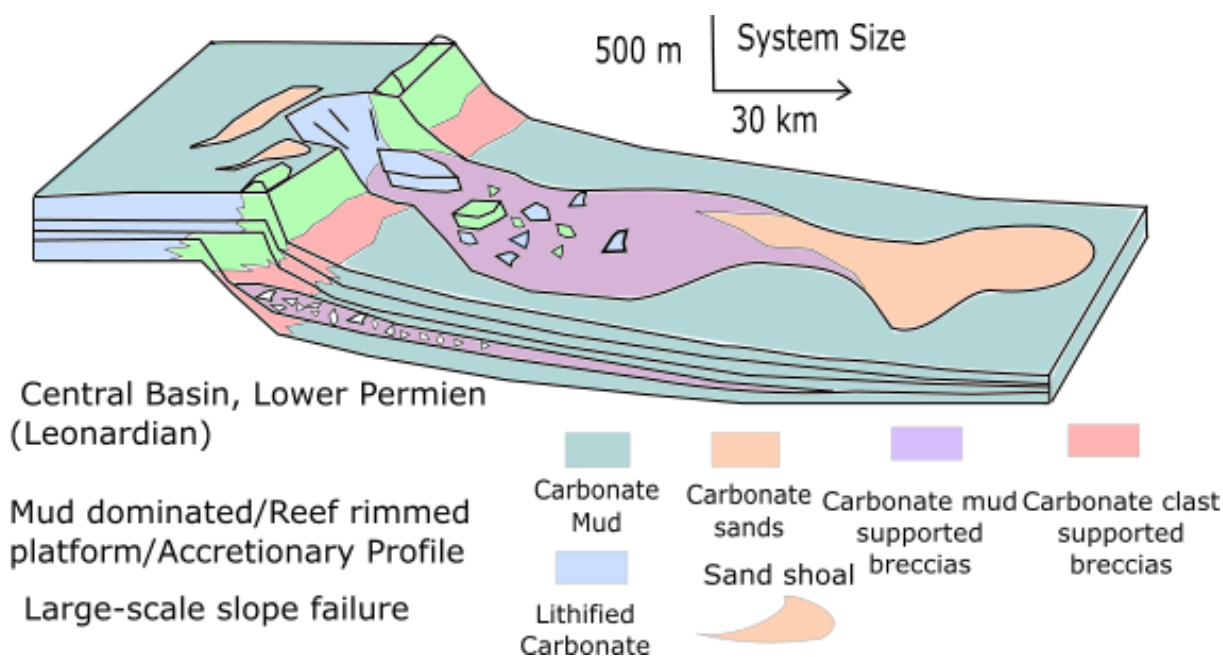 500 m
System Size
30 km
Central Basin, Lower Permien
(Leonardian)
Mud dominated/Reef rimmed
platform/Accretionary Profile
Large-scale slope failure
Carbonate
Mud
Carbonate
sands
Carbonate mud
supported
breccias
Carbonate clast
supported
breccias
Lithified
Carbonate
Sand shoal